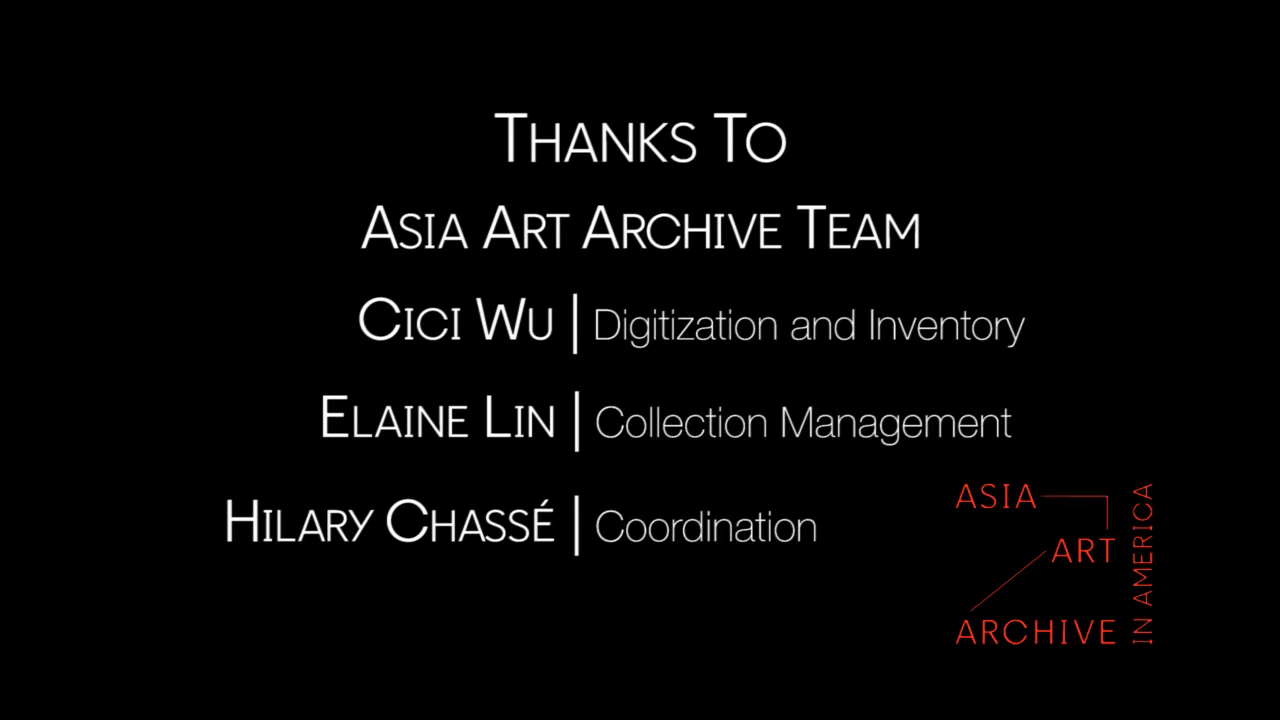 THANKS TO
ASIA ART ARCHIVE TEAM
CICI WU | Digitization and Inventory
ELAINE LIN | Collection Management
HILARY CHASSÉ | Coordination
ASIA
ART
ARCHIVE
IN AMERICA